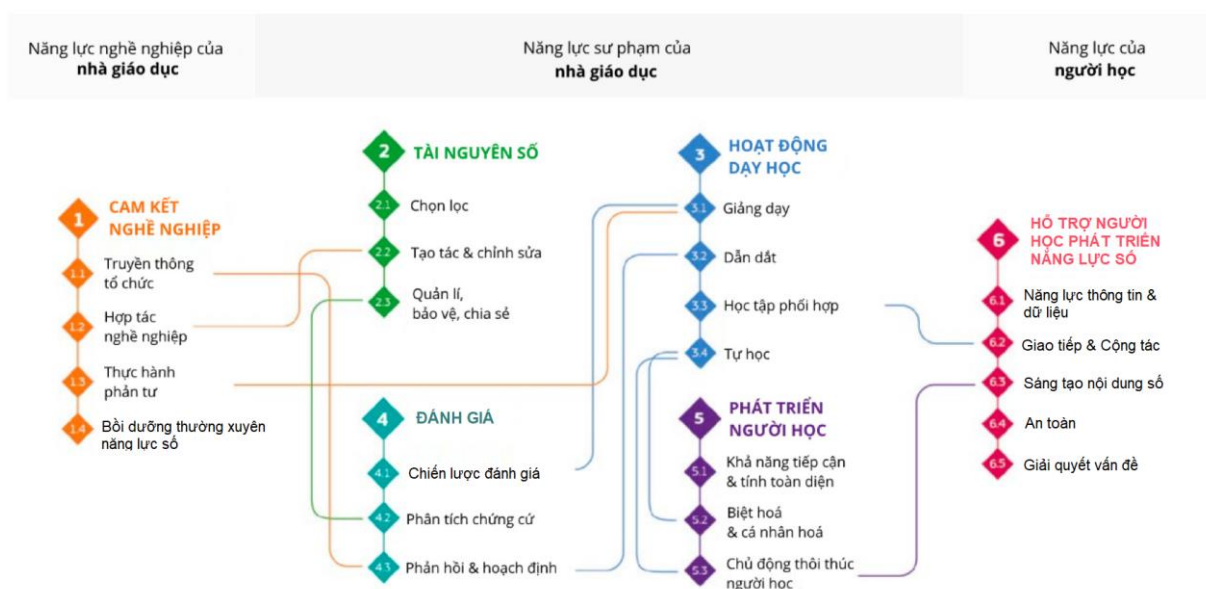 Năng lực nghề nghiệp của
nhà giáo dục
Năng lực sư phạm của
nhà giáo dục
Năng lực của
người học
1
CAM KẾT
NGHỀ NGHIỆP
1.1
Truyền thông
tổ chức
1.2
Hợp tác
nghề nghiệp
1.3
Thực hành
phản tư
1.4
Bồi dưỡng thường xuyên
năng lực số
2
TÀI NGUYÊN SỐ
2.1
Chọn lọc
2.2
Tạo tác & chỉnh sửa
2.3
Quản lí,
bảo vệ, chia sẻ
3
HOẠT ĐỘNG
DẠY HỌC
3.1
Giảng dạy
3.2
Dẫn dắt
3.3
Học tập phối hợp
3.4
Tự học
4
ĐÁNH GIÁ
4.1
Chiến lược đánh giá
4.2
Phân tích chứng cứ
4.3
Phản hồi & hoạch định
5
PHÁT TRIỂN
NGƯỜI HỌC
5.1
Khả năng tiếp cận
& tính toàn diện
5.2
Biệt hoá
& cá nhân hoá
5.3
Chủ động thôi thúc
người học
6
HỖ TRỢ NGƯỜI
HỌC PHÁT TRIỂN
NĂNG LỰC SỐ
6.1
Năng lực thông tin &
dữ liệu
6.2
Giao tiếp & Cộng tác
6.3
Sáng tạo nội dung số
6.4
An toàn
6.5
Giải quyết vấn đề